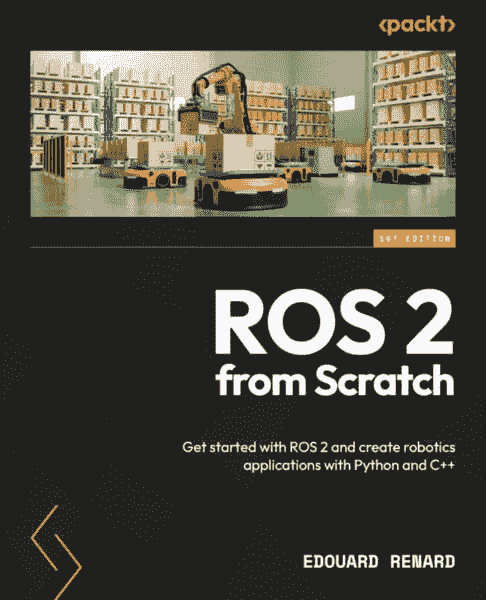 <packt>
1ST EDITION
ROS 2
from Scratch
Get started with ROS 2 and create robotics
applications with Python and C++
EDOUARD RENARD